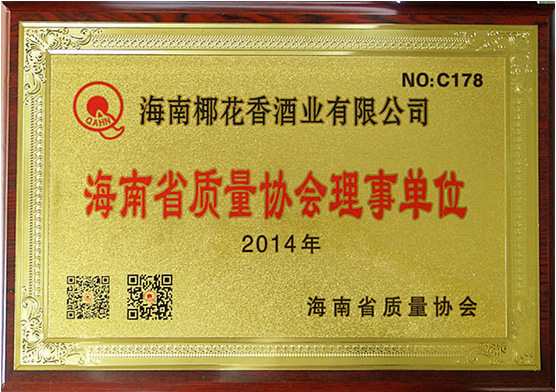 NO:C178
QAHN
海南椰花香酒业有限公司
海南省质量协会理事单位
2014年
海南省质量协会